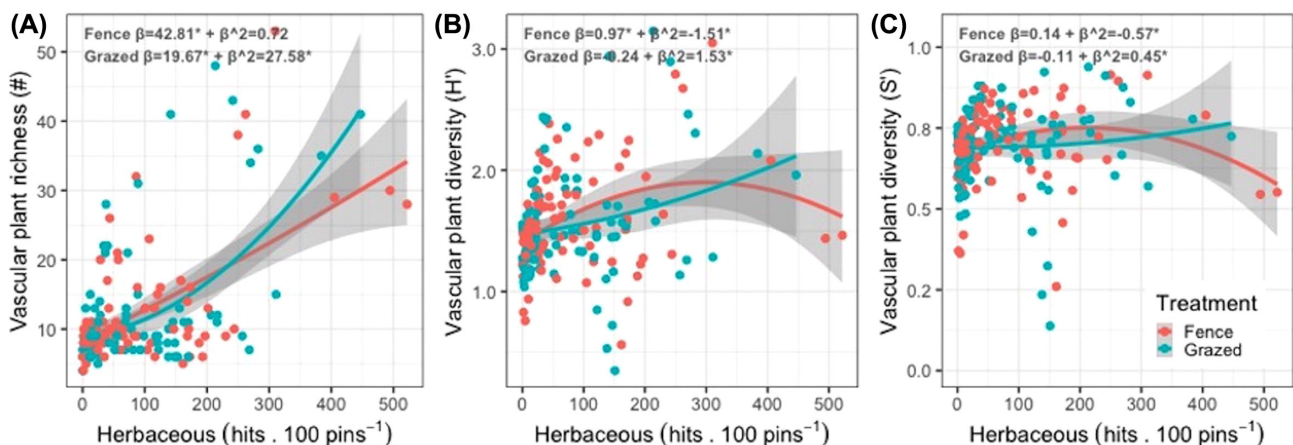 (A)
Fence β=42.81* + β^2=0.72
Grazed β=19.67* + β^2=27.58*
Vascular plant richness (#)
50
40
30
20
10
0 100 200 300 400 500
Herbaceous (hits . 100 pins⁻¹)
(B)
Fence β=0.97* + β^2=-1.51*
Grazed β=-0.24 + β^2=1.53*
Vascular plant diversity (H')
3.0
2.0
1.0
0 100 200 300 400 500
Herbaceous (hits . 100 pins⁻¹)
(C)
Fence β=0.14 + β^2=-0.57*
Grazed β=-0.11 + β^2=0.45*
Vascular plant diversity (S')
1.0
0.8
0.5
0.2
0.0
0 100 200 300 400 500
Herbaceous (hits . 100 pins⁻¹)
Treatment
Fence
Grazed